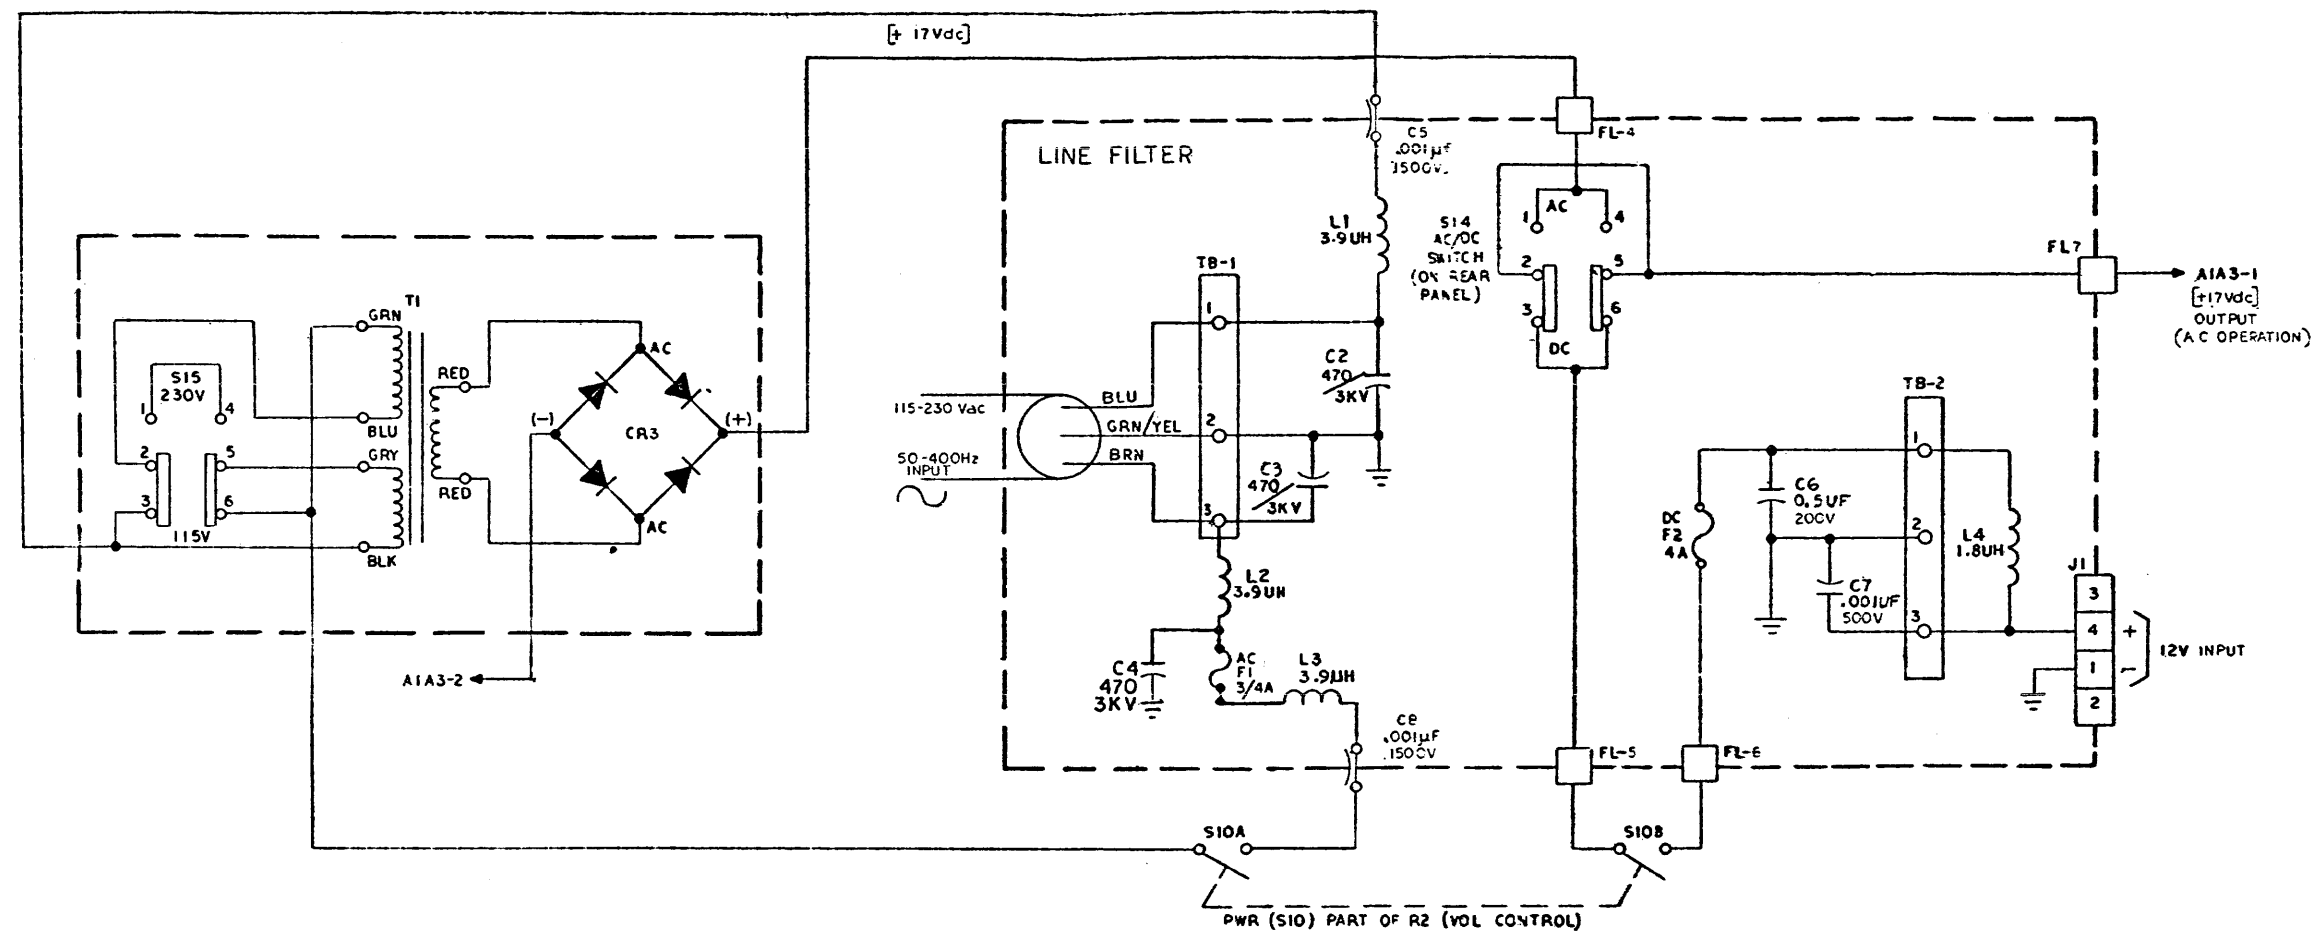 [+ 17Vdc]
FL-4
C5
.001µF
1500V.
LINE FILTER
L1
3.9UH
S14
AC/DC
SWITCH
(ON REAR
PANEL)
AC
1
4
2
5
3
6
DC
FL7
A1A3-1
[+17Vdc]
OUTPUT
(AC OPERATION)
T1
GRN
BLU
GRY
BLK
S15
230V
1
4
2
5
3
6
115V
RED
RED
AC
(-)
CR3
(+)
AC
A1A3-2
TB-1
1
2
3
115-230 Vac
50-400Hz
INPUT
BLU
GRN/YEL
BRN
C2
470
3KV
C3
470
3KV
L2
3.9UH
C4
470
3KV
AC
F1
3/4A
L3
3.9µH
C8
.001µF
1500V
TB-2
1
2
3
DC
F2
4A
C6
0.5UF
200V
C7
.001UF
500V
L4
1.8UH
J1
3
4
1
2
+
-
12V INPUT
FL-5
FL-6
S10A
S10B
PWR (S10) PART OF R2 (VOL CONTROL)